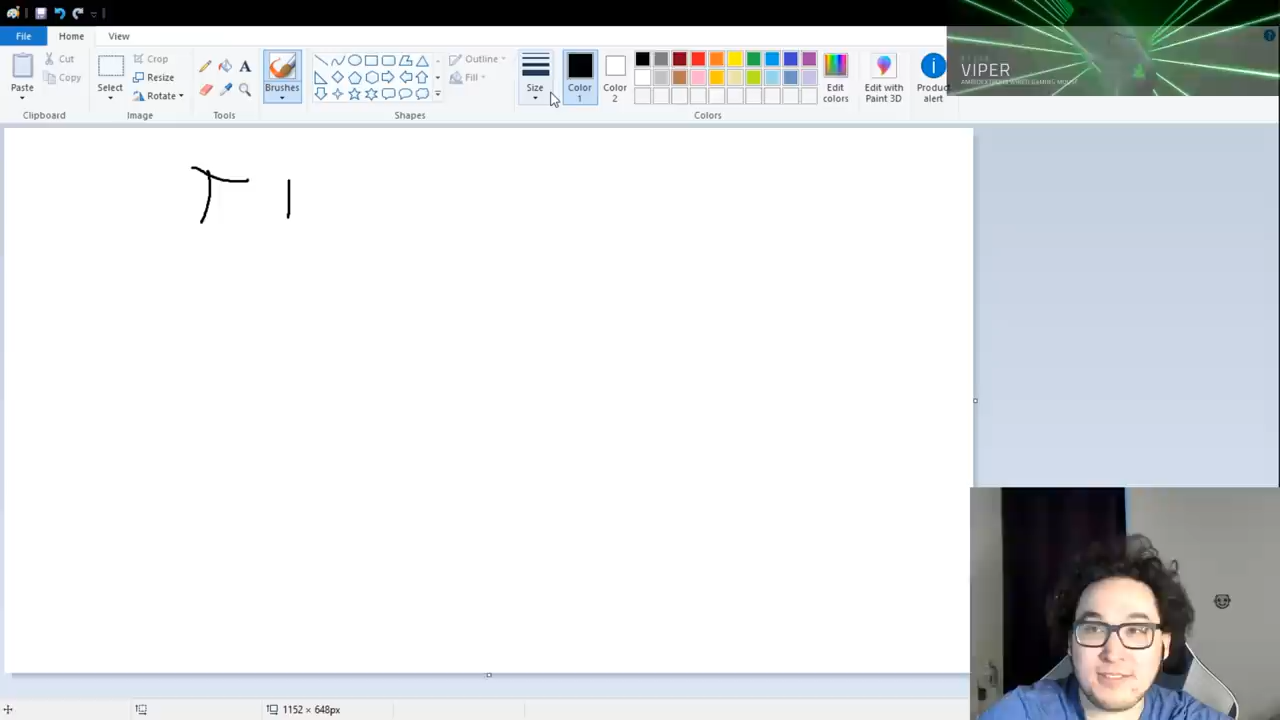 File Home View
Paste Cut Copy Clipboard
Select Crop Resize Rotate Image
Tools
Brushes
Shapes
Outline Fill
Size
Color 1
Color 2
Colors
Edit colors
Edit with Paint 3D
Product alert
VIPER
T I
1152 × 648px